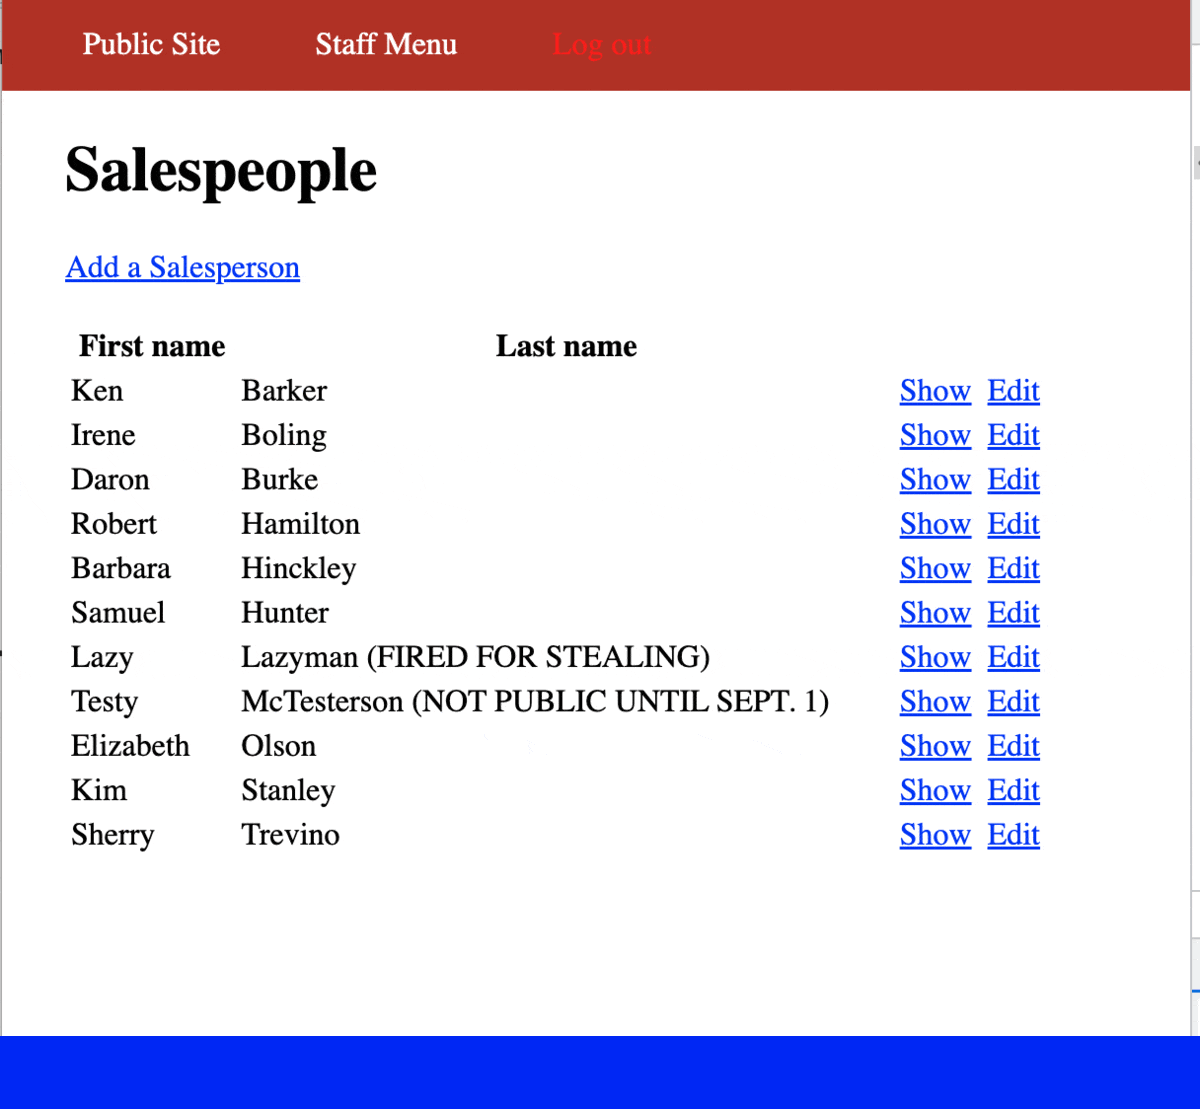 Public Site Staff Menu Log out
Salespeople
Add a Salesperson
First name Last name
Ken Barker Show Edit
Irene Boling Show Edit
Daron Burke Show Edit
Robert Hamilton Show Edit
Barbara Hinckley Show Edit
Samuel Hunter Show Edit
Lazy Lazyman (FIRED FOR STEALING) Show Edit
Testy McTesterson (NOT PUBLIC UNTIL SEPT. 1) Show Edit
Elizabeth Olson Show Edit
Kim Stanley Show Edit
Sherry Trevino Show Edit